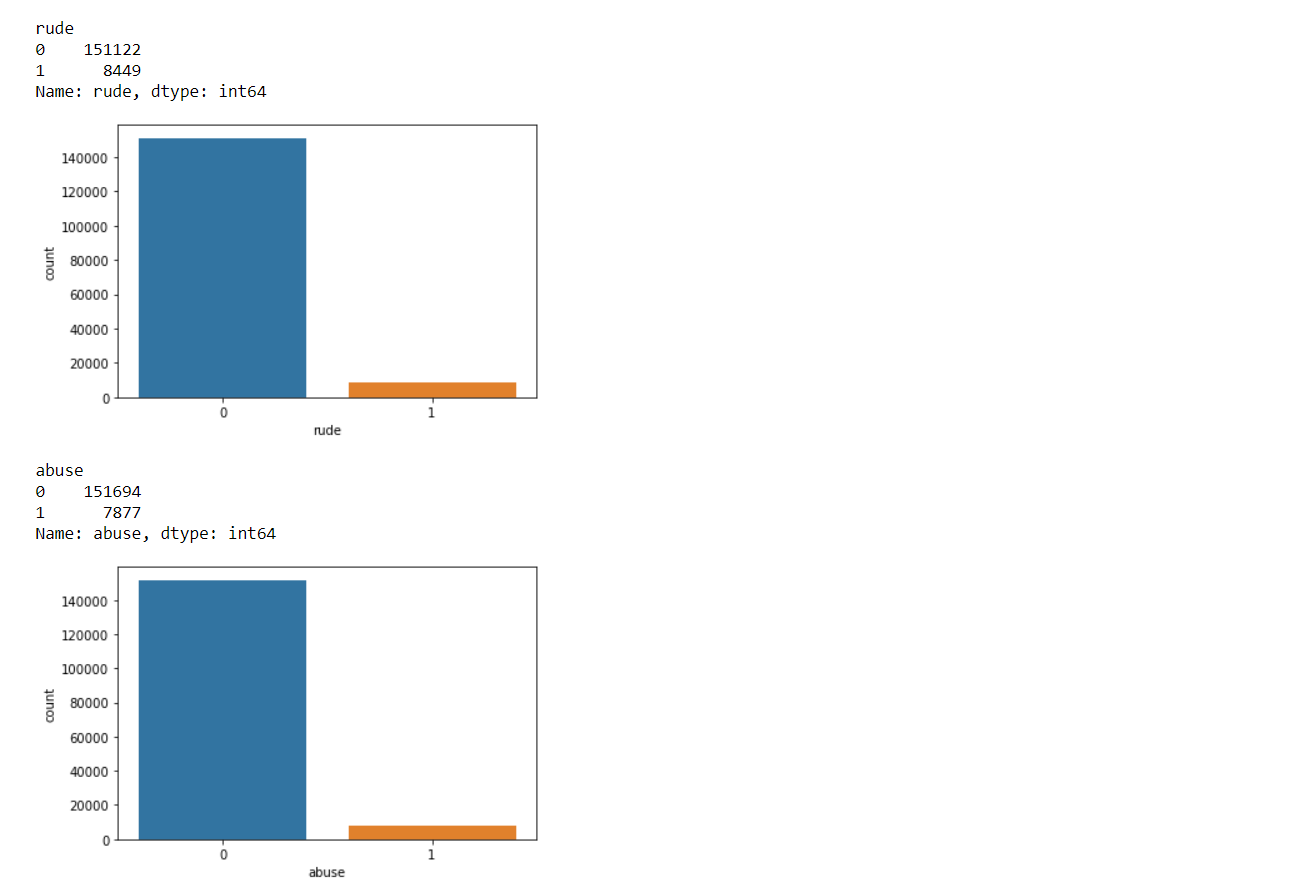 rude
0    151122
1      8449
Name: rude, dtype: int64
140000
120000
100000
80000
60000
40000
20000
0
count
0    1
rude
abuse
0    151694
1      7877
Name: abuse, dtype: int64
140000
120000
100000
80000
60000
40000
20000
0
count
0    1
abuse